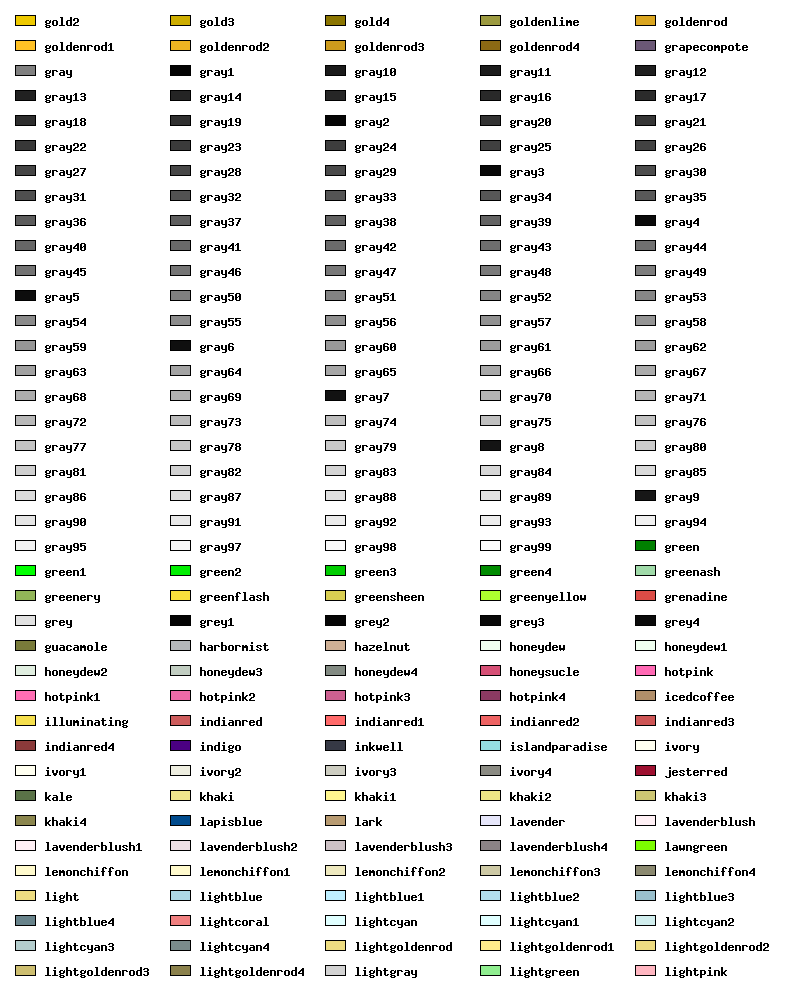 gold2 gold3 gold4 goldenlime goldenrod
goldenrod1 goldenrod2 goldenrod3 goldenrod4 grapecompote
gray gray1 gray10 gray11 gray12
gray13 gray14 gray15 gray16 gray17
gray18 gray19 gray2 gray20 gray21
gray22 gray23 gray24 gray25 gray26
gray27 gray28 gray29 gray3 gray30
gray31 gray32 gray33 gray34 gray35
gray36 gray37 gray38 gray39 gray4
gray40 gray41 gray42 gray43 gray44
gray45 gray46 gray47 gray48 gray49
gray5 gray50 gray51 gray52 gray53
gray54 gray55 gray56 gray57 gray58
gray59 gray6 gray60 gray61 gray62
gray63 gray64 gray65 gray66 gray67
gray68 gray69 gray7 gray70 gray71
gray72 gray73 gray74 gray75 gray76
gray77 gray78 gray79 gray8 gray80
gray81 gray82 gray83 gray84 gray85
gray86 gray87 gray88 gray89 gray9
gray90 gray91 gray92 gray93 gray94
gray95 gray97 gray98 gray99 green
green1 green2 green3 green4 greenash
greenery greenflash greensheen greenyellow grenadine
grey grey1 grey2 grey3 grey4
guacamole harbormist hazelnut honeydew honeydew1
honeydew2 honeydew3 honeydew4 honeysucle hotpink
hotpink1 hotpink2 hotpink3 hotpink4 icedcoffee
illuminating indianred indianred1 indianred2 indianred3
indianred4 indigo inkwell islandparadise ivory
ivory1 ivory2 ivory3 ivory4 jesterred
kale khaki khaki1 khaki2 khaki3
khaki4 lapisblue lark lavender lavenderblush
lavenderblush1 lavenderblush2 lavenderblush3 lavenderblush4 lawngreen
lemonchiffon lemonchiffon1 lemonchiffon2 lemonchiffon3 lemonchiffon4
light lightblue lightblue1 lightblue2 lightblue3
lightblue4 lightcoral lightcyan lightcyan1 lightcyan2
lightcyan3 lightcyan4 lightgoldenrod lightgoldenrod1 lightgoldenrod2
lightgoldenrod3 lightgoldenrod4 lightgray lightgreen lightpink